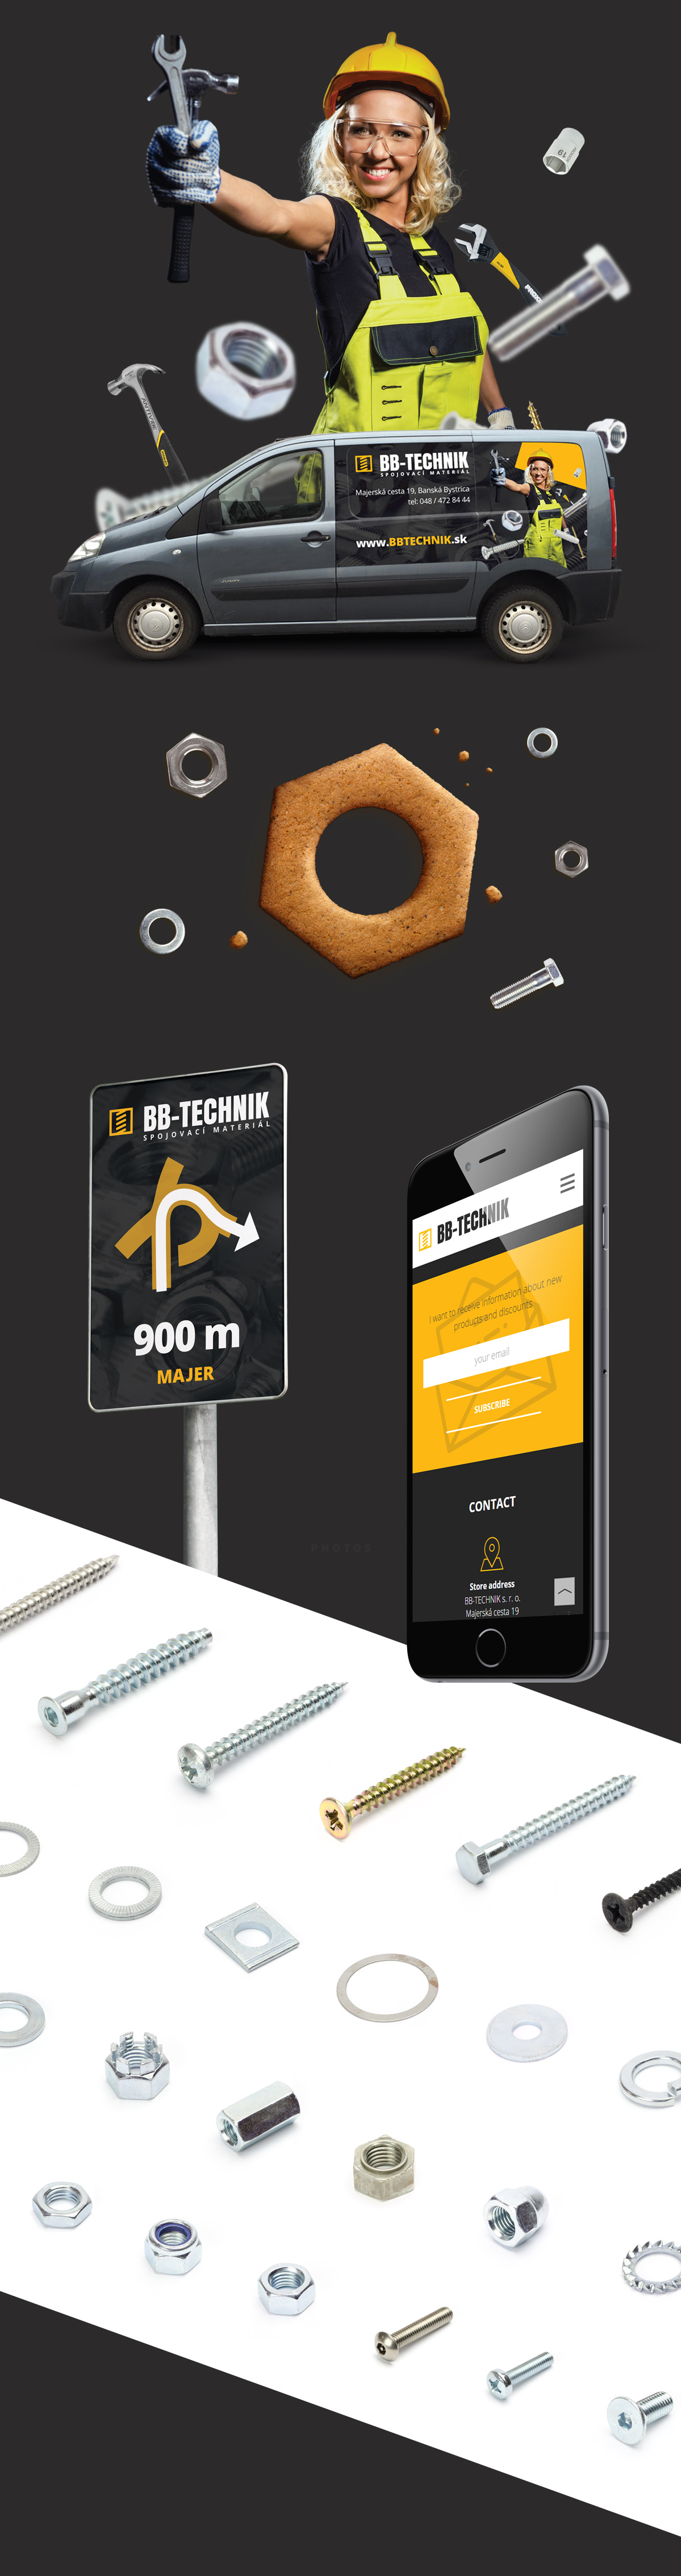 19
BB-TECHNIK
SPOJOVACÍ MATERIÁL
Majerská cesta 19, Banská Bystrica
tel: 048 / 472 84 44
www.BBTECHNIK.sk
BB-TECHNIK
SPOJOVACÍ MATERIÁL
900 m
MAJER
BB-TECHNIK
I want to receive information about new
products and discounts
your email
SUBSCRIBE
CONTACT
Store address
BB-TECHNIK s. r. o.
Majerská cesta 19
PHOTOS